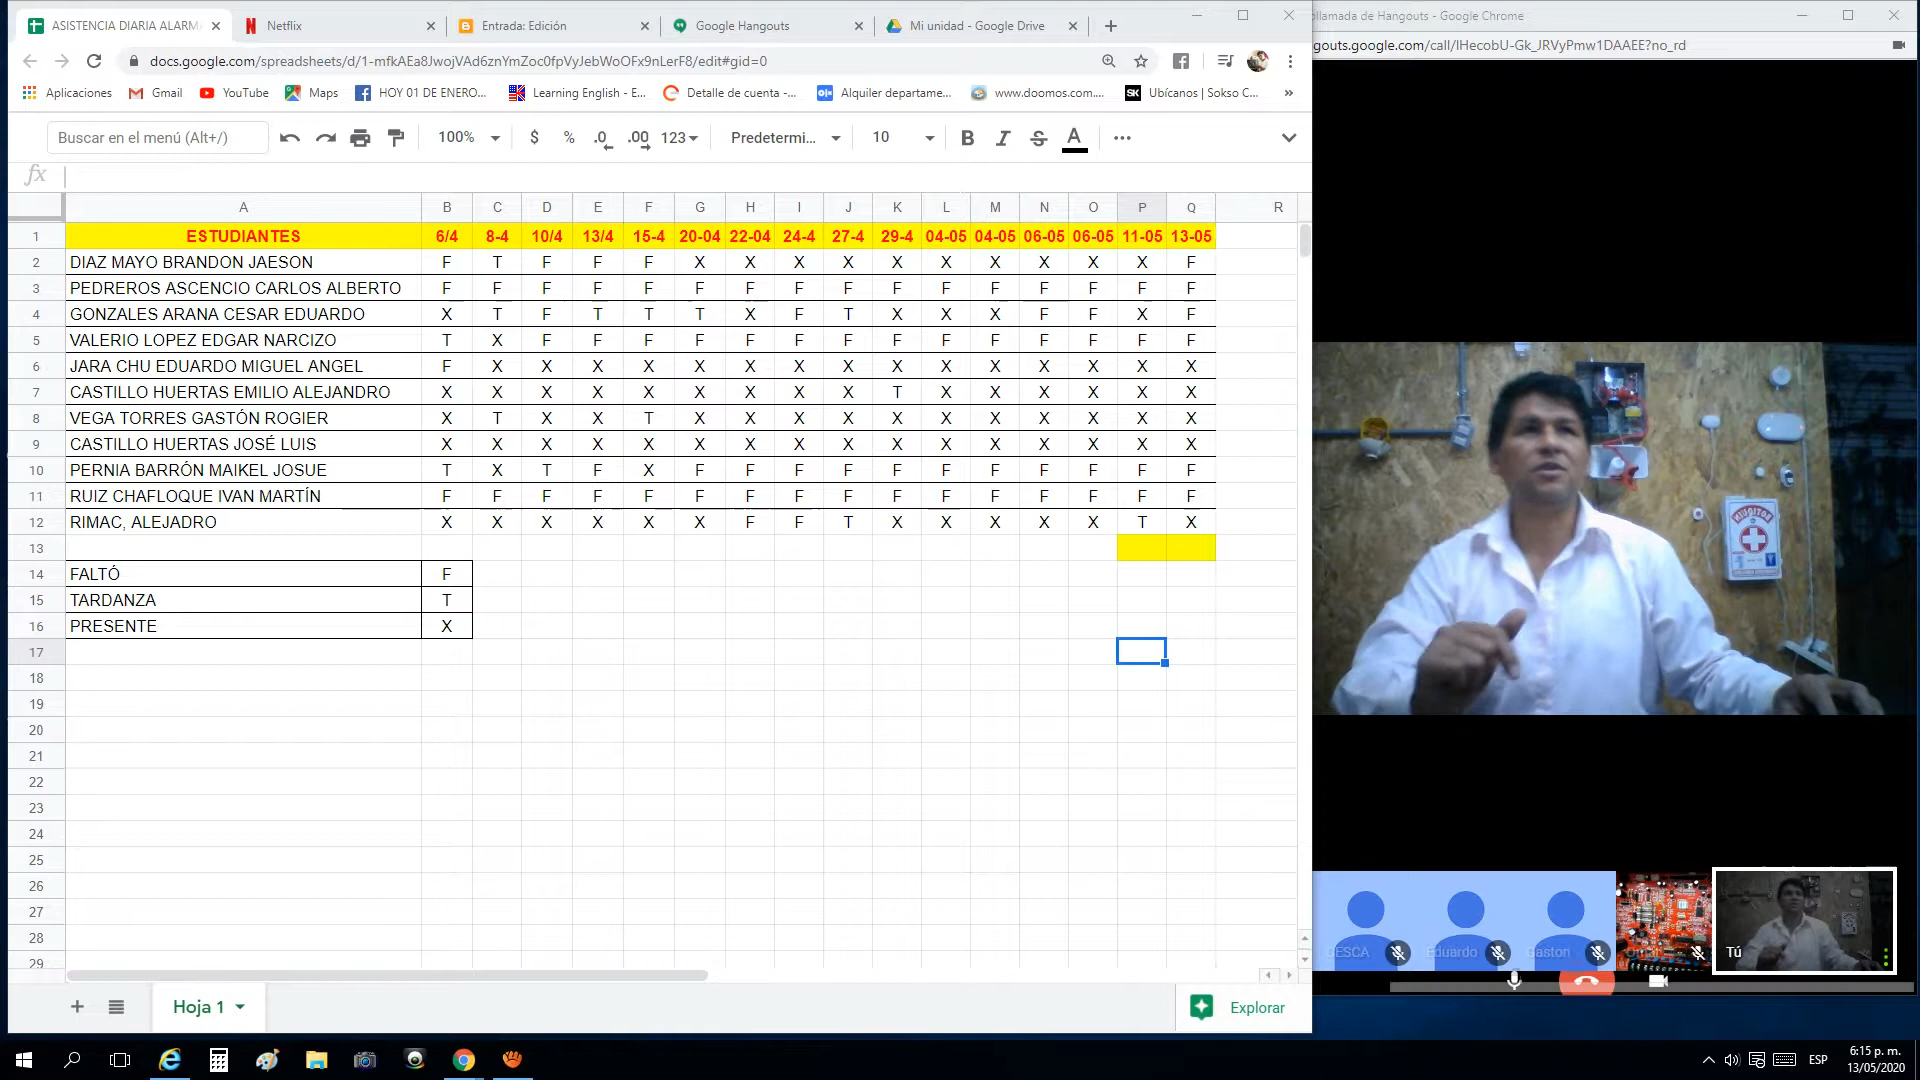 ASISTENCIA DIARIA ALARM
Netflix
Entrada: Edición
Google Hangouts
Mi unidad - Google Drive
llamada de Hangouts - Google Chrome
docs.google.com/spreadsheets/d/1-mfkAEa8JwojVAd6znYmZoc0fpVyJebWoOFx9nLerF8/edit#gid=0
gouts.google.com/call/IHecobU-Gk_JRVyPmw1DAAEE?no_rd
Aplicaciones Gmail YouTube Maps HOY 01 DE ENERO... Learning English - E... Detalle de cuenta -... Alquiler departame... www.doomos.com.... SK Ubícanos | Sokso C... »
Buscar en el menú (Alt+/) 100% $ % .0 .00 123 Predetermi... 10 B I S A
fx
A B C D E F G H I J K L M N O P Q R
1 ESTUDIANTES 6/4 8-4 10/4 13/4 15-4 20-04 22-04 24-4 27-4 29-4 04-05 04-05 06-05 06-05 11-05 13-05
2 DIAZ MAYO BRANDON JAESON F T F F F X X X X X X X X X X F
3 PEDREROS ASCENCIO CARLOS ALBERTO F F F F F F F F F F F F F F F F
4 GONZALES ARANA CESAR EDUARDO X T F T T T X F T X X X F F X F
5 VALERIO LOPEZ EDGAR NARCIZO T X F F F F F F F F F F F F F F
6 JARA CHU EDUARDO MIGUEL ANGEL F X X X X X X X X X X X X X X X
7 CASTILLO HUERTAS EMILIO ALEJANDRO X X X X X X X X X T X X X X X X
8 VEGA TORRES GASTÓN ROGIER X T X X T X X X X X X X X X X X
9 CASTILLO HUERTAS JOSÉ LUIS X X X X X X X X X X X X X X X X
10 PERNIA BARRÓN MAIKEL JOSUE T X T F X F F F F F F F F F F F
11 RUIZ CHAFLOQUE IVAN MARTÍN F F F F F F F F F F F F F F F F
12 RIMAC, ALEJADRO X X X X X X F F T X X X X X T X
13
14 FALTÓ F
15 TARDANZA T
16 PRESENTE X
17
18
19
20
21
22
23
24
25
26
27
28
29
BOTIQUIN
CESCA
Eduardo
Gaston
Tú
Hoja 1
Explorar
ESP
6:15 p. m.
13/05/2020